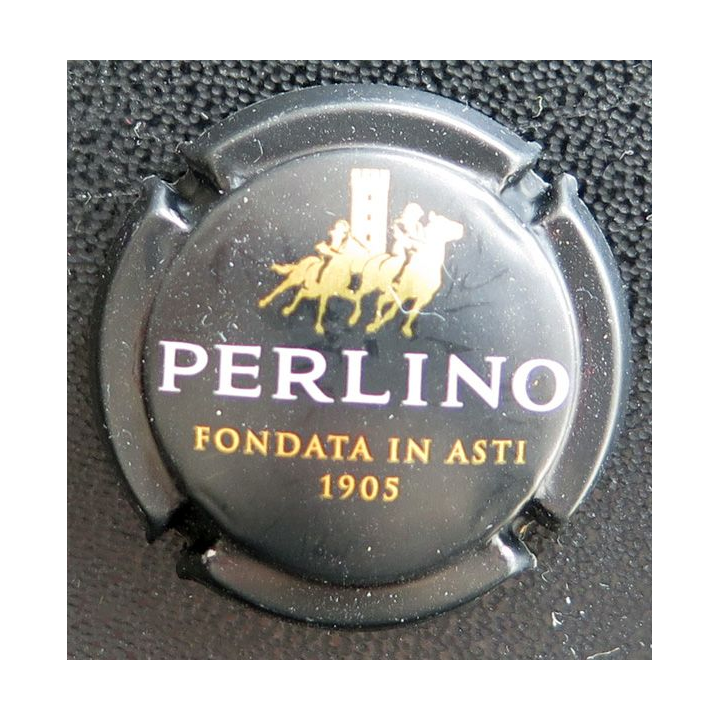 PERLINO
FONDATA IN ASTI
1905